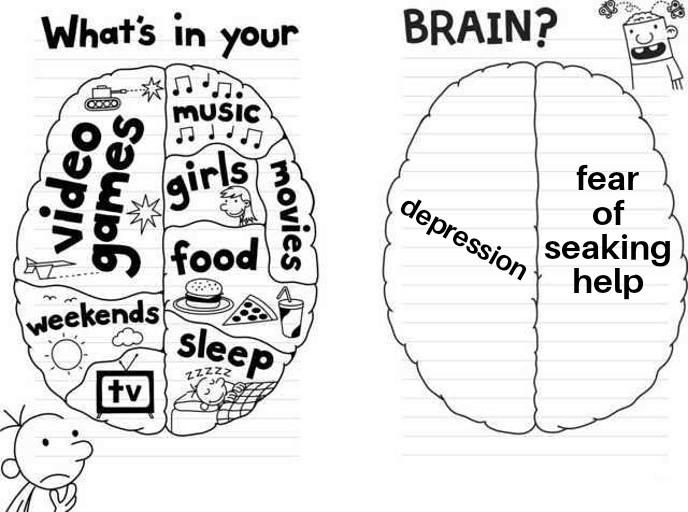 What's in your
BRAIN?
video
games
music
girls
movies
food
weekends
sleep
zzzzz
tv
depression
fear
of
seaking
help